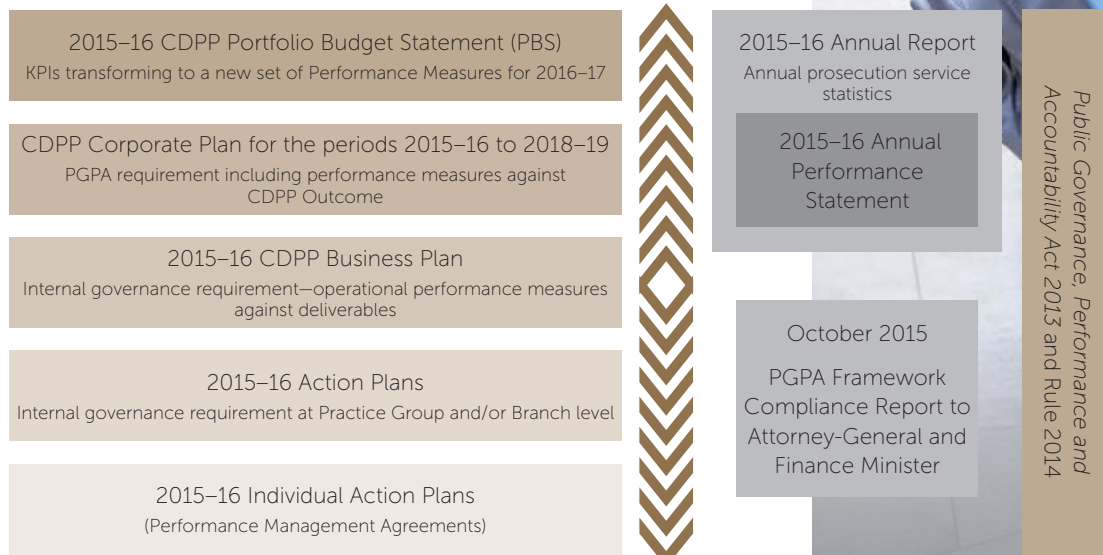 2015–16 CDPP Portfolio Budget Statement (PBS)
KPIs transforming to a new set of Performance Measures for 2016–17
CDPP Corporate Plan for the periods 2015–16 to 2018–19
PGPA requirement including performance measures against
CDPP Outcome
2015–16 CDPP Business Plan
Internal governance requirement—operational performance measures
against deliverables
2015–16 Action Plans
Internal governance requirement at Practice Group and/or Branch level
2015–16 Individual Action Plans
(Performance Management Agreements)
2015–16 Annual Report
Annual prosecution service
statistics
2015–16 Annual
Performance
Statement
October 2015
PGPA Framework
Compliance Report to
Attorney-General and
Finance Minister
Public Governance, Performance and
Accountability Act 2013 and Rule 2014